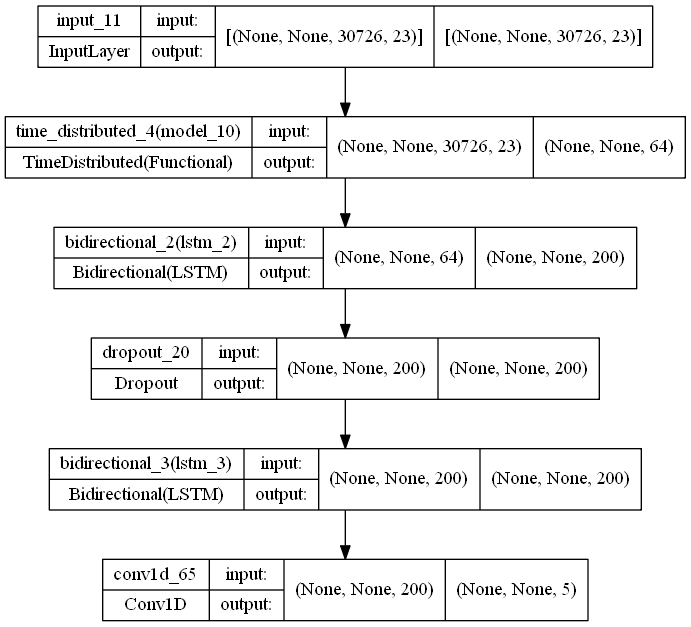 input_11 input: [(None, None, 30726, 23)] [(None, None, 30726, 23)]
InputLayer output:
time_distributed_4(model_10) input: (None, None, 30726, 23) (None, None, 64)
TimeDistributed(Functional) output:
bidirectional_2(lstm_2) input: (None, None, 64) (None, None, 200)
Bidirectional(LSTM) output:
dropout_20 input: (None, None, 200) (None, None, 200)
Dropout output:
bidirectional_3(lstm_3) input: (None, None, 200) (None, None, 200)
Bidirectional(LSTM) output:
conv1d_65 input: (None, None, 200) (None, None, 5)
Conv1D output: